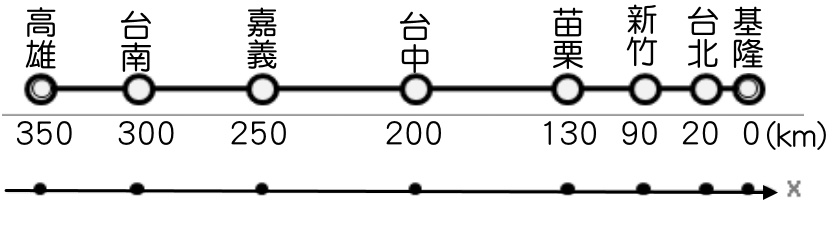 高雄 台南 嘉義 台中 苗栗 新竹 台北 基隆
350 300 250 200 130 90 20 0(km)
x